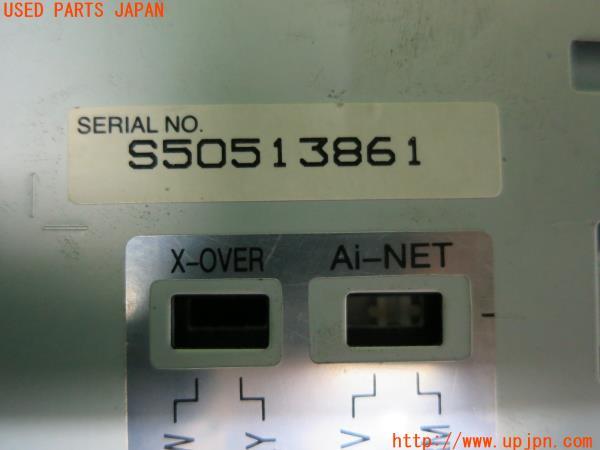 USED PARTS JAPAN
SERIAL NO.
S50513861
X-OVER
Ai-NET
N
Y
V
M
http://www.upjpn.com